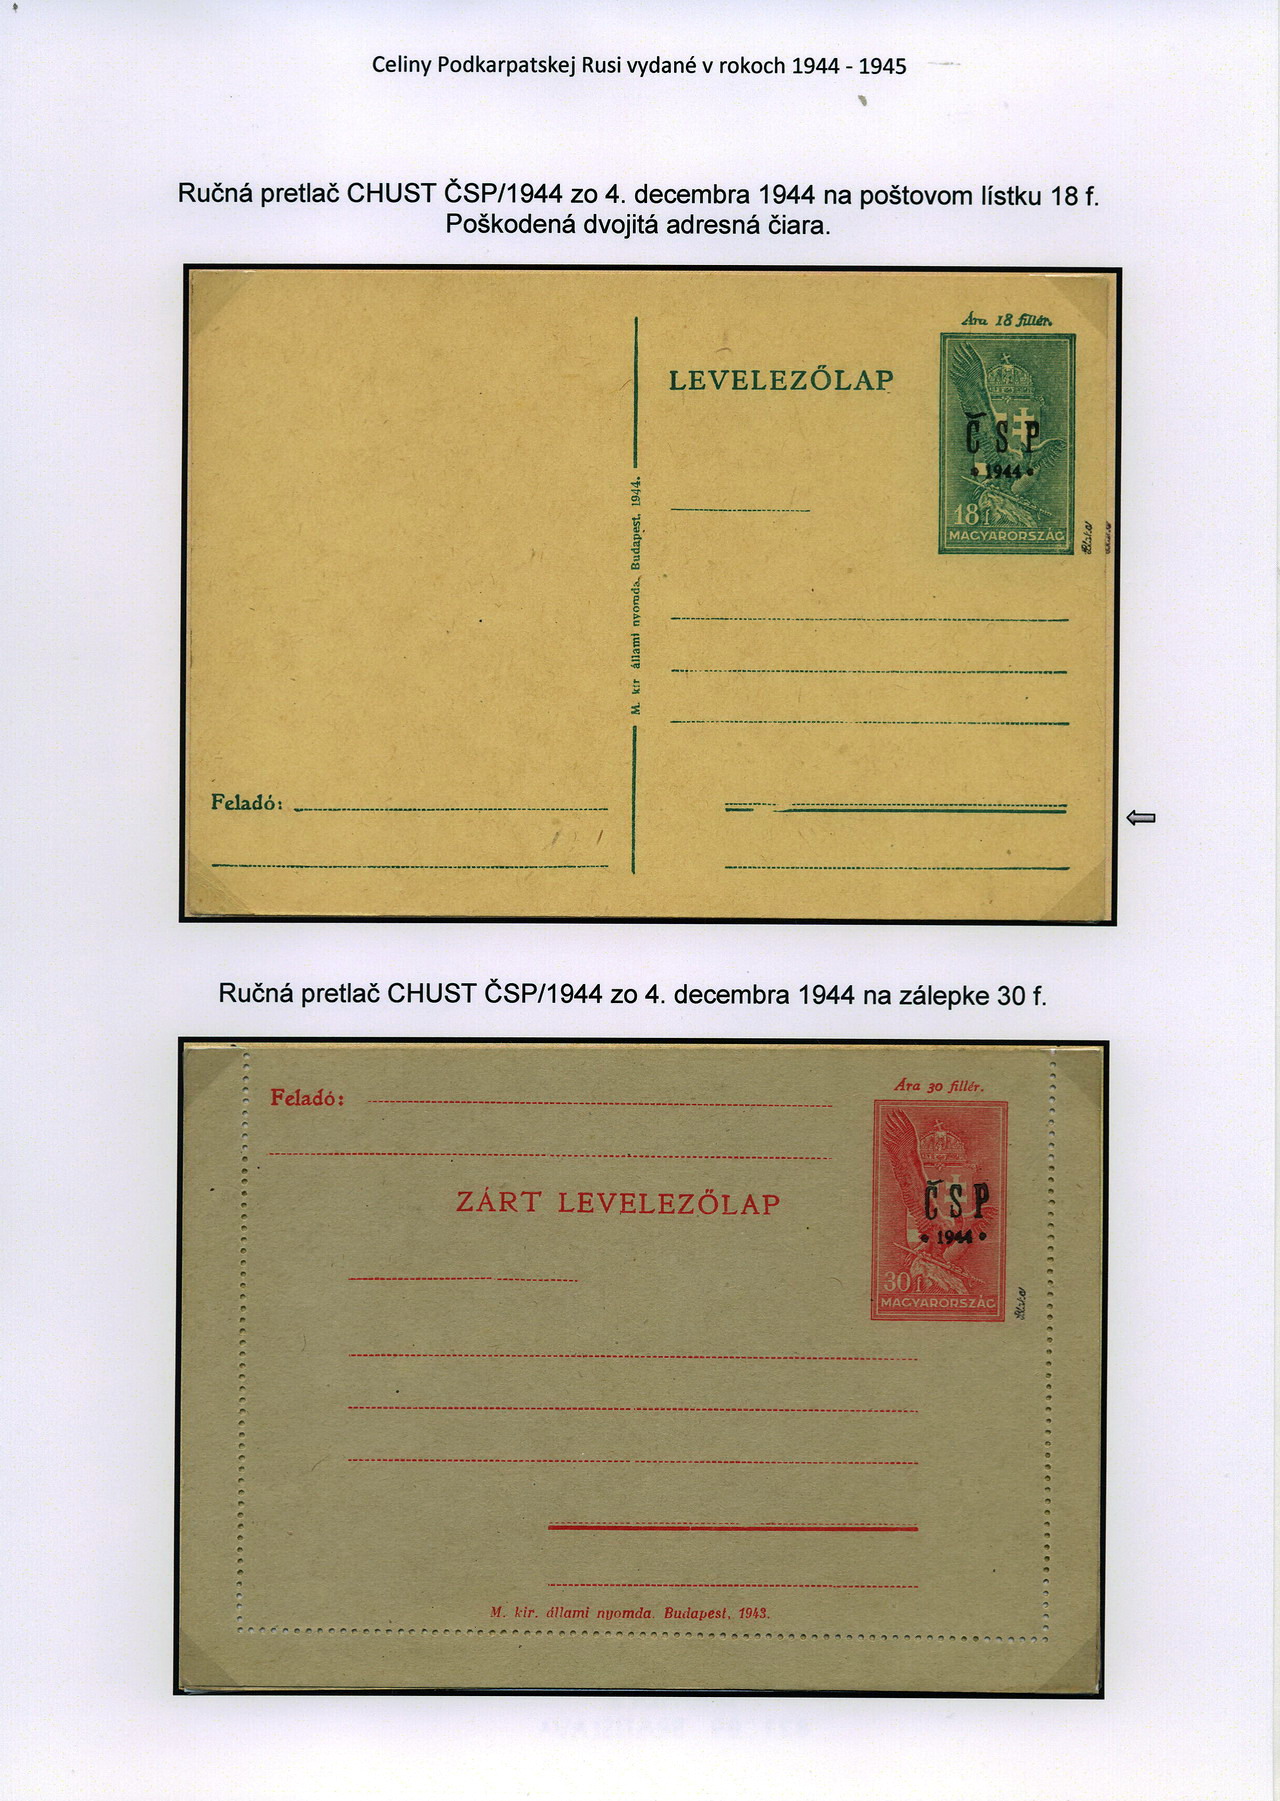 Celiny Podkarpatskej Rusi vydané v rokoch 1944 - 1945
Ručná pretlač CHUST ČSP/1944 zo 4. decembra 1944 na poštovom lístku 18 f.
Poškodená dvojitá adresná čiara.
Ára 18 fillér.
LEVELEZŐLAP
ČSP
• 1944 •
18 f
MAGYARORSZÁG
M. kir állami nyomda, Budapest, 1944.
Feladó:
Ručná pretlač CHUST ČSP/1944 zo 4. decembra 1944 na zálepke 30 f.
Ára 30 fillér.
Feladó:
ZÁRT LEVELEZŐLAP
ČSP
• 1944 •
30 f
MAGYARORSZÁG
M. kir. állami nyomda. Budapest, 1943.